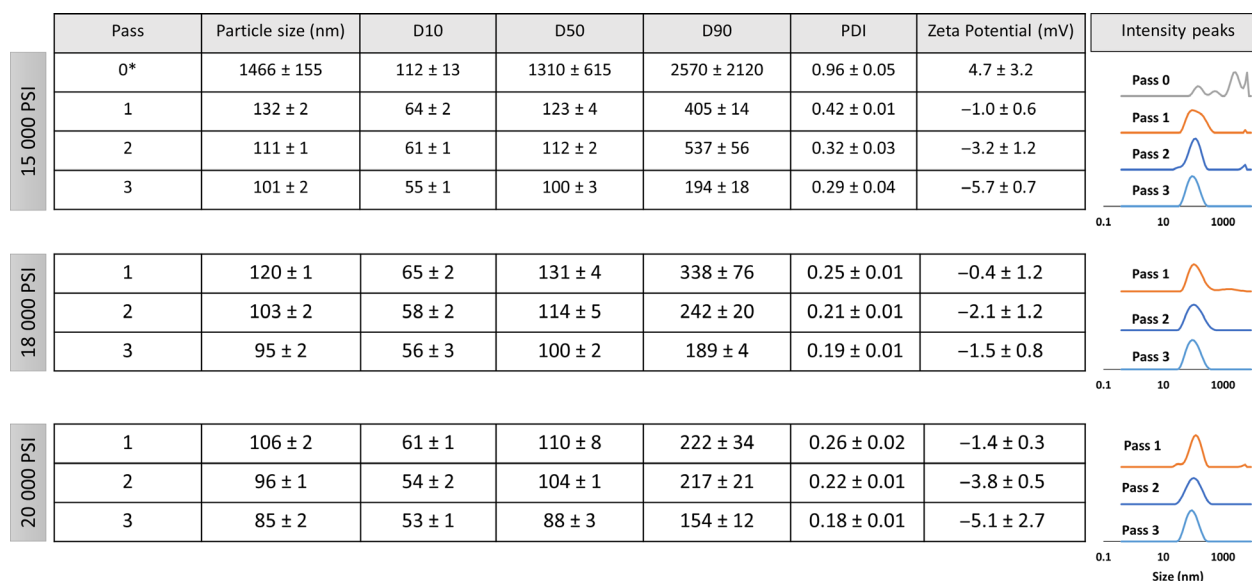 Pass Particle size (nm) D10 D50 D90 PDI Zeta Potential (mV) Intensity peaks
15 000 PSI
0* 1466 ± 155 112 ± 13 1310 ± 615 2570 ± 2120 0.96 ± 0.05 4.7 ± 3.2
1 132 ± 2 64 ± 2 123 ± 4 405 ± 14 0.42 ± 0.01 −1.0 ± 0.6
2 111 ± 1 61 ± 1 112 ± 2 537 ± 56 0.32 ± 0.03 −3.2 ± 1.2
3 101 ± 2 55 ± 1 100 ± 3 194 ± 18 0.29 ± 0.04 −5.7 ± 0.7
Pass 0
Pass 1
Pass 2
Pass 3
0.1 10 1000
18 000 PSI
1 120 ± 1 65 ± 2 131 ± 4 338 ± 76 0.25 ± 0.01 −0.4 ± 1.2
2 103 ± 2 58 ± 2 114 ± 5 242 ± 20 0.21 ± 0.01 −2.1 ± 1.2
3 95 ± 2 56 ± 3 100 ± 2 189 ± 4 0.19 ± 0.01 −1.5 ± 0.8
Pass 1
Pass 2
Pass 3
0.1 10 1000
20 000 PSI
1 106 ± 2 61 ± 1 110 ± 8 222 ± 34 0.26 ± 0.02 −1.4 ± 0.3
2 96 ± 1 54 ± 2 104 ± 1 217 ± 21 0.22 ± 0.01 −3.8 ± 0.5
3 85 ± 2 53 ± 1 88 ± 3 154 ± 12 0.18 ± 0.01 −5.1 ± 2.7
Pass 1
Pass 2
Pass 3
0.1 10 1000
Size (nm)